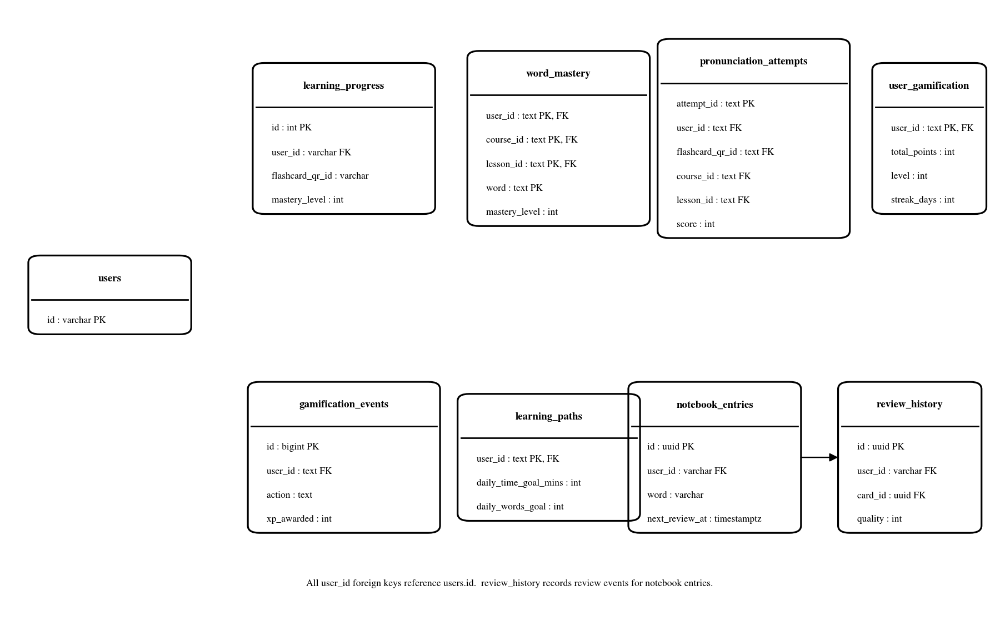 learning_progress
id : int PK
user_id : varchar FK
flashcard_qr_id : varchar
mastery_level : int
word_mastery
user_id : text PK, FK
course_id : text PK, FK
lesson_id : text PK, FK
word : text PK
mastery_level : int
pronunciation_attempts
attempt_id : text PK
user_id : text FK
flashcard_qr_id : text FK
course_id : text FK
lesson_id : text FK
score : int
user_gamification
user_id : text PK, FK
total_points : int
level : int
streak_days : int
users
id : varchar PK
gamification_events
id : bigint PK
user_id : text FK
action : text
xp_awarded : int
learning_paths
user_id : text PK, FK
daily_time_goal_mins : int
daily_words_goal : int
notebook_entries
id : uuid PK
user_id : varchar FK
word : varchar
next_review_at : timestamptz
review_history
id : uuid PK
user_id : varchar FK
card_id : uuid FK
quality : int
All user_id foreign keys reference users.id.  review_history records review events for notebook entries.